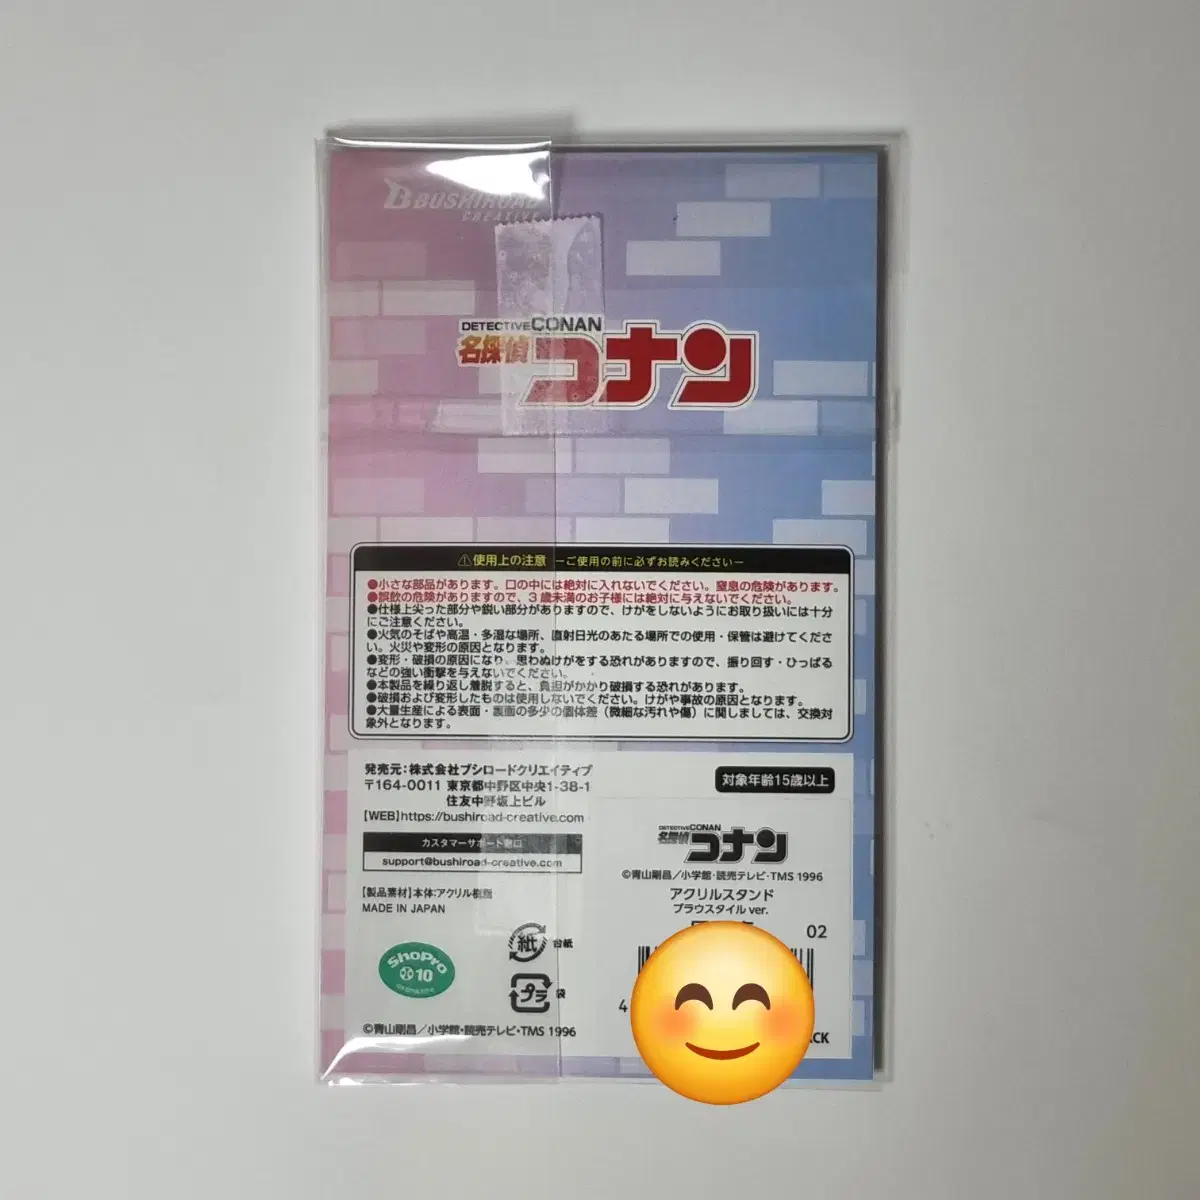 BUSHIROAD
CREATIVE
DETECTIVE CONAN
名探偵コナン
⚠使用上の注意 ーご使用の前に必ずお読みくださいー
●小さな部品があります。口の中には絶対に入れないでください。窒息の危険があります。
●誤飲の危険がありますので、3歳未満のお子様には絶対に与えないでください。
●仕様上尖った部分や鋭い部分がありますので、けがをしないようにお取り扱いには十分
にご注意ください。
●火気のそばや高温・多湿な場所、直射日光のあたる場所での使用・保管は避けてくださ
い。火災や変形の原因となります。
●変形・破損の原因になり、思わぬけがをする恐れがありますので、振り回す・ひっぱる
などの強い衝撃を与えないでください。
●本製品を繰り返し着脱すると、負担がかかり破損する恐れがあります。
●破損および変形したものは使用しないでください。けがや事故の原因となります。
●大量生産による表面・裏面の多少の個体差（微細な汚れや傷）に関しましては、交換対
象外となります。
発売元：株式会社ブシロードクリエイティブ
〒164-0011 東京都中野区中央1-38-1
住友中野坂上ビル
【WEB】https://bushiroad-creative.com
対象年齢15歳以上
カスタマーサポート窓口
support@bushiroad-creative.com
【製品素材】本体：アクリル樹脂
MADE IN JAPAN
ShoPro
10
紙 台紙
プラ 袋
©青山剛昌／小学館・読売テレビ・TMS 1996
DETECTIVE CONAN
名探偵コナン
©青山剛昌／小学館・読売テレビ・TMS 1996
アクリルスタンド
ブラウスタイル ver.
02
4
CK